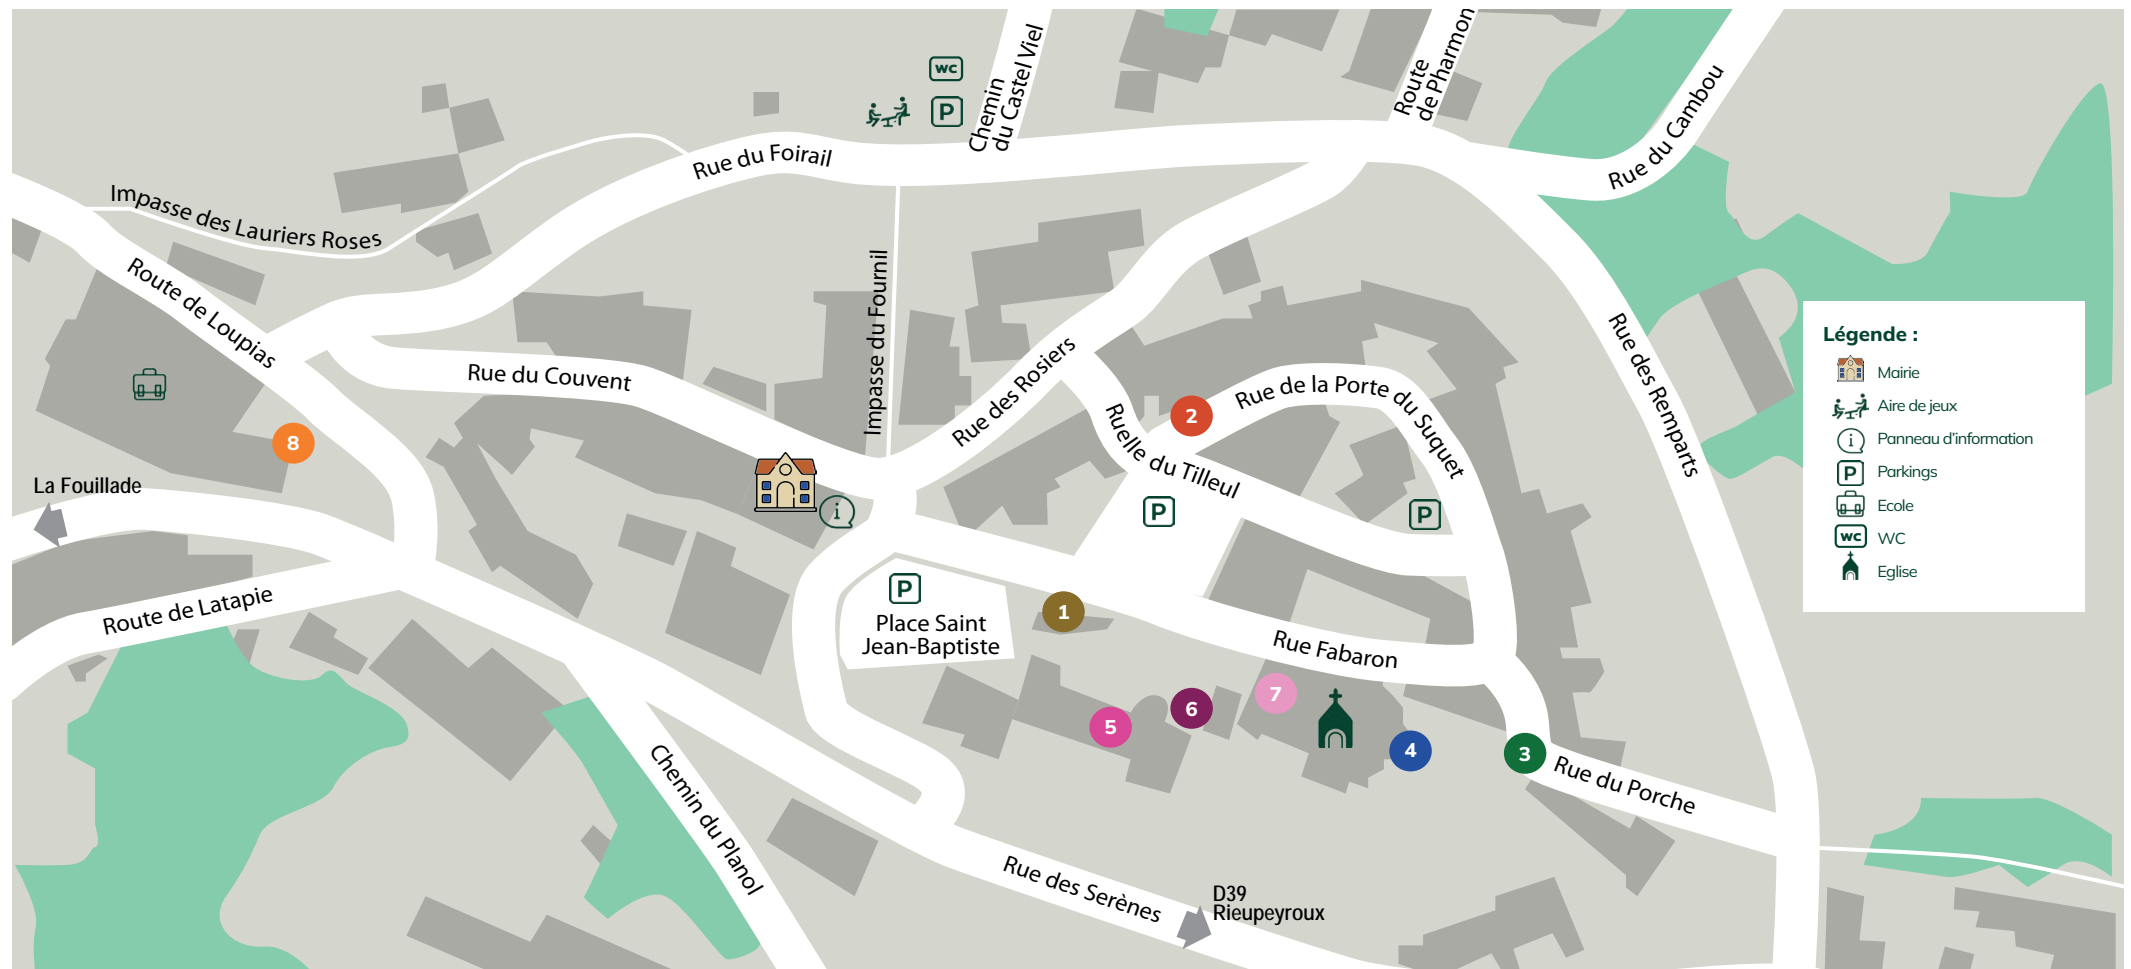 WC
P
Chemin
du Castel Viel
Route
de Pharmon
Rue du Cambou
Rue du Foirail
Impasse des Lauriers Roses
Route de Loupias
Impasse du Fournil
Rue du Couvent
Rue des Rosiers
Rue de la Porte du Suquet
Ruelle du Tilleul
Rue des Remparts
2
8
La Fouillade
i
P
P
P
Place Saint
Jean-Baptiste
1
Route de Latapie
Rue Fabaron
7
6
5
4
3
Rue du Porche
Chemin du Planol
Rue des Serènes
D39
Rieupeyroux
Légende :
Mairie
Aire de jeux
i Panneau d'information
P Parkings
Ecole
WC WC
Eglise